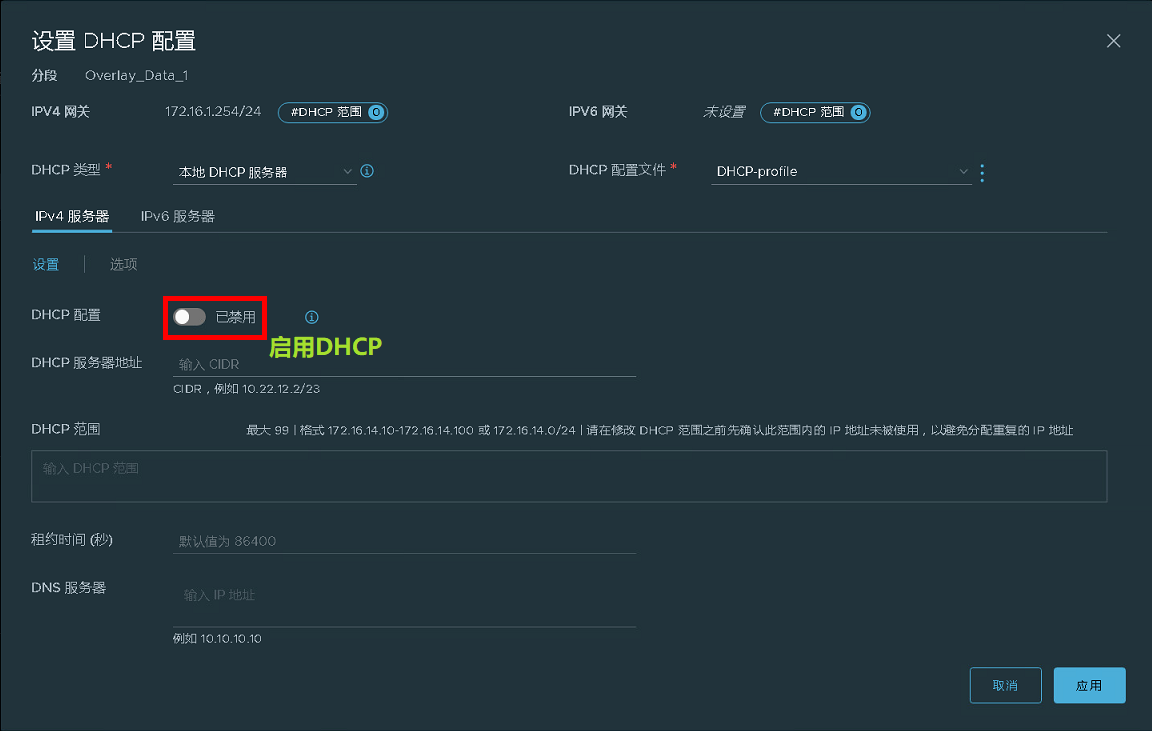 设置 DHCP 配置
分段 Overlay_Data_1
IPV4 网关 172.16.1.254/24 #DHCP 范围 0 IPV6 网关 未设置 #DHCP 范围 0
DHCP 类型 * 本地 DHCP 服务器 DHCP 配置文件 * DHCP-profile
IPv4 服务器 IPv6 服务器
设置 选项
DHCP 配置 已禁用
启用DHCP
DHCP 服务器地址 输入 CIDR
CIDR，例如 10.22.12.2/23
DHCP 范围 最大 99 | 格式 172.16.14.10-172.16.14.100 或 172.16.14.0/24 | 请在修改 DHCP 范围之前先确认此范围内的 IP 地址未被使用，以避免分配重复的 IP 地址
输入 DHCP 范围
租约时间 (秒) 默认值为 86400
DNS 服务器 输入 IP 地址
例如 10.10.10.10
取消 应用